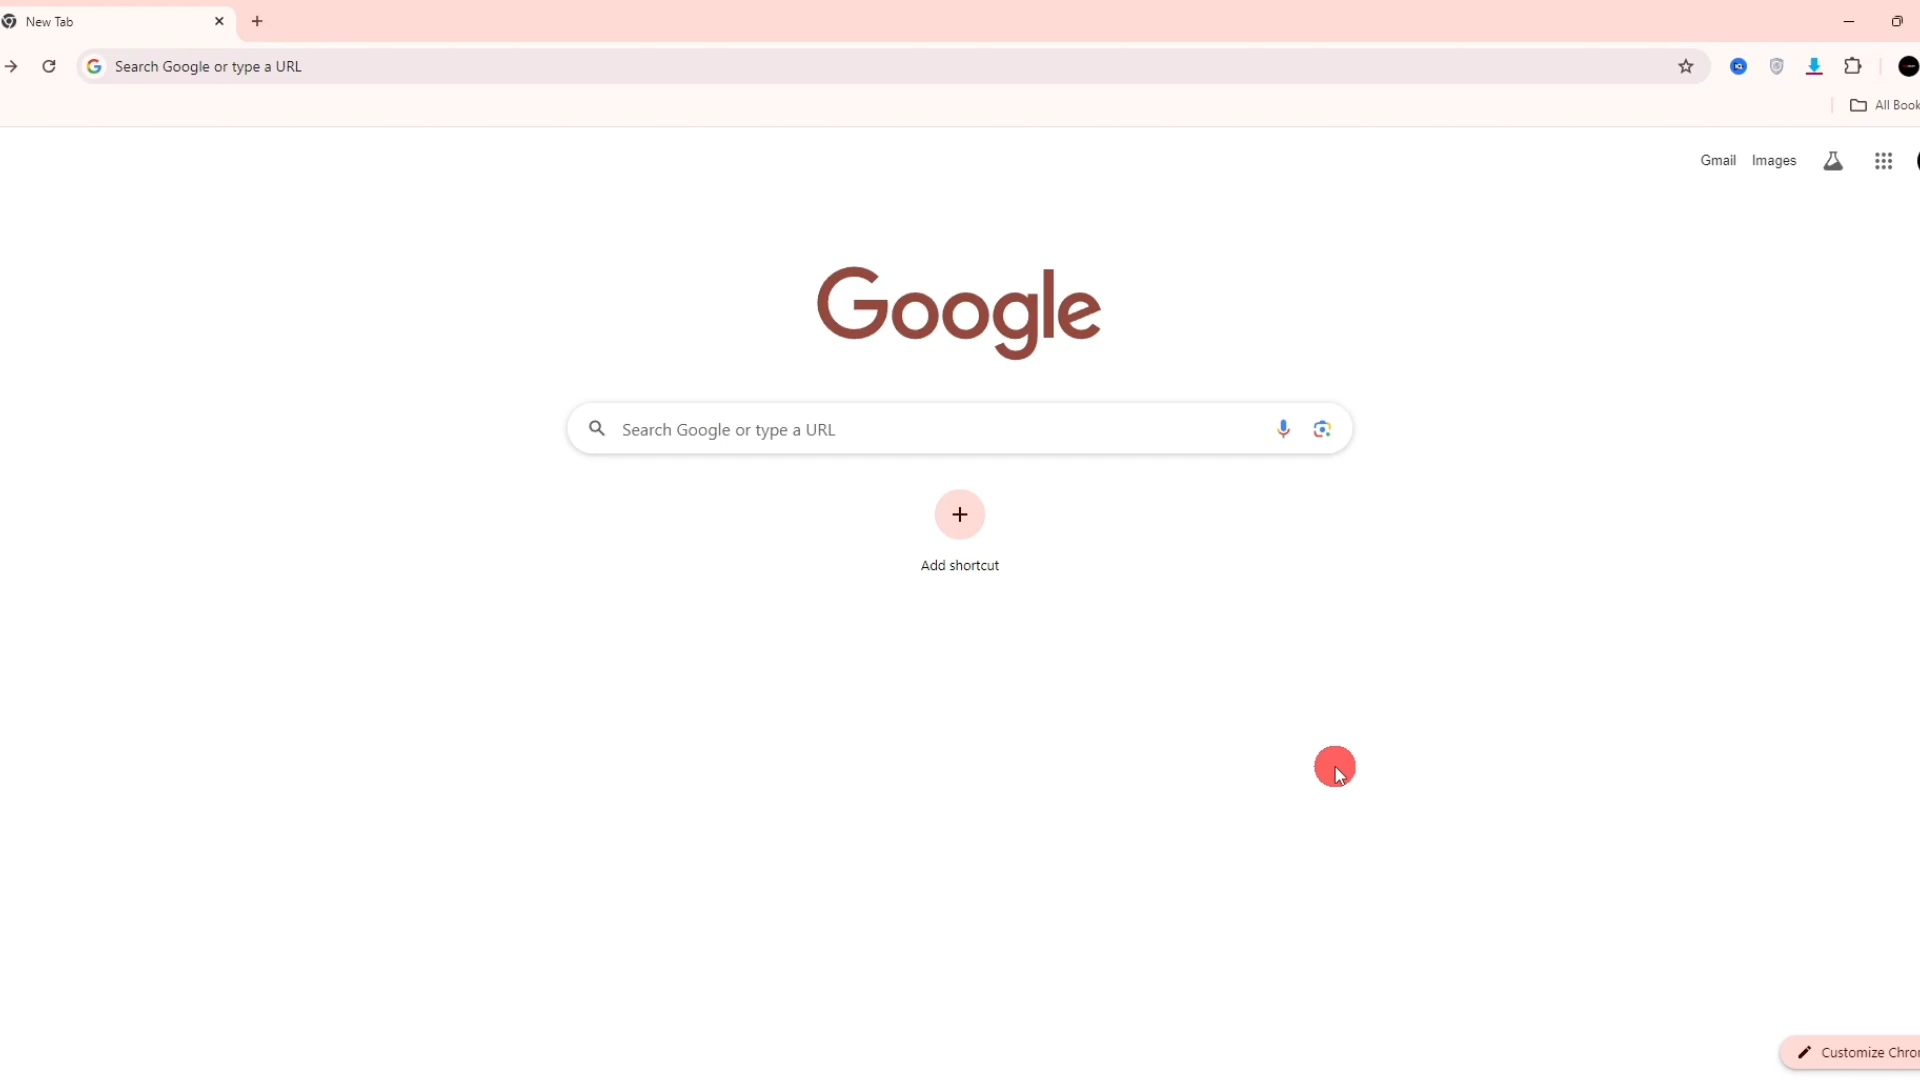 New Tab
Search Google or type a URL
All Book
Gmail Images
Google
Search Google or type a URL
Add shortcut
Customize Chro